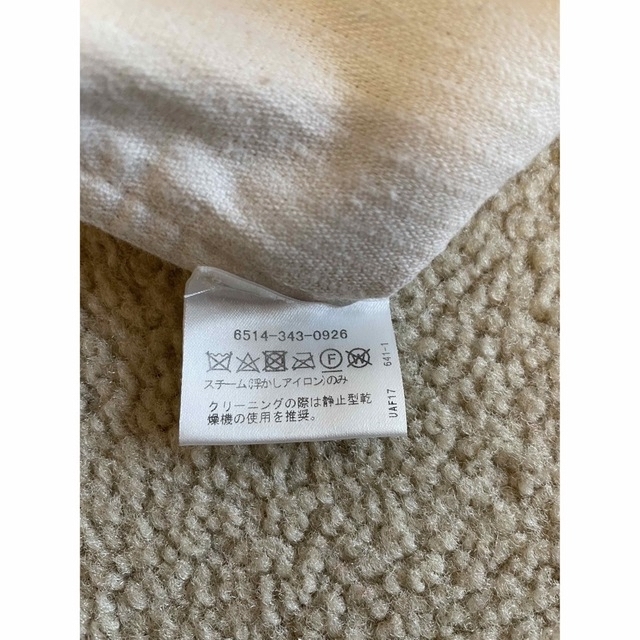 6514-343-0926
F W
スチーム(浮かしアイロン)のみ
クリーニングの際は静止型乾
燥機の使用を推奨。
UAF17 641-1